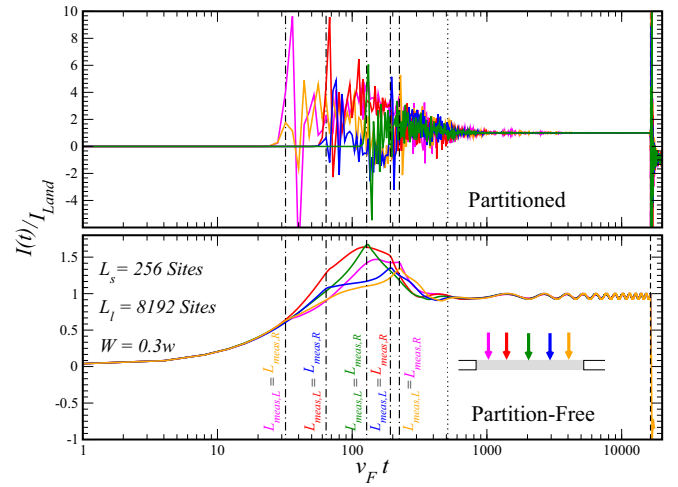 10
8
6
4
2
0
-2
-4
Partitioned
I(t)/I_Land
1.5
1
0.5
0
-0.5
-1
L_s = 256 Sites
L_l = 8192 Sites
W = 0.3w
L_meas,L = L_meas,R
L_meas,L = L_meas,R
L_meas,L = L_meas,R
L_meas,L = L_meas,R
L_meas,L = L_meas,R
Partition-Free
1 10 100 1000 10000
v_F t